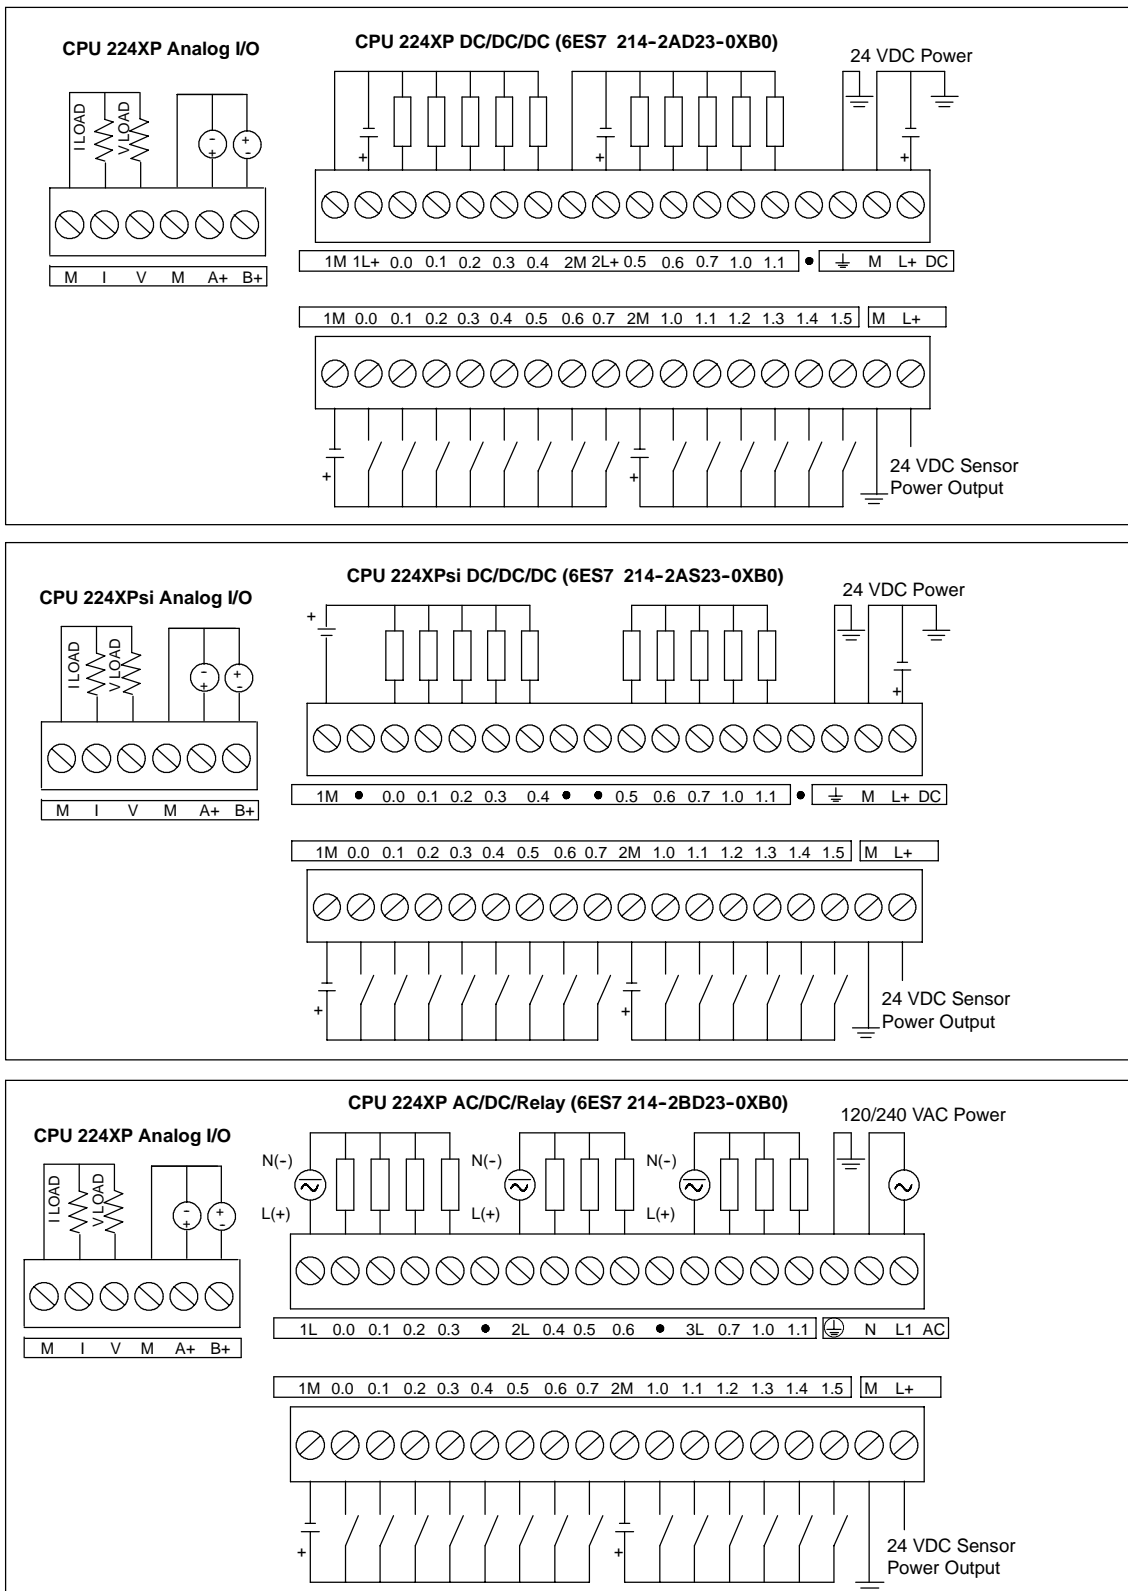 CPU 224XP Analog I/O
CPU 224XP DC/DC/DC (6ES7 214-2AD23-0XB0)
24 VDC Power
I LOAD
V LOAD
- +
+ -
+
+
+
M I V M A+ B+
1M 1L+ 0.0 0.1 0.2 0.3 0.4 2M 2L+ 0.5 0.6 0.7 1.0 1.1 ● ⏚ M L+ DC
1M 0.0 0.1 0.2 0.3 0.4 0.5 0.6 0.7 2M 1.0 1.1 1.2 1.3 1.4 1.5 M L+
+
+
24 VDC Sensor
Power Output
CPU 224XPsi Analog I/O
CPU 224XPsi DC/DC/DC (6ES7 214-2AS23-0XB0)
24 VDC Power
I LOAD
V LOAD
- +
+ -
+
+
M I V M A+ B+
1M ● 0.0 0.1 0.2 0.3 0.4 ● ● 0.5 0.6 0.7 1.0 1.1 ● ⏚ M L+ DC
1M 0.0 0.1 0.2 0.3 0.4 0.5 0.6 0.7 2M 1.0 1.1 1.2 1.3 1.4 1.5 M L+
+
+
24 VDC Sensor
Power Output
CPU 224XP Analog I/O
CPU 224XP AC/DC/Relay (6ES7 214-2BD23-0XB0)
120/240 VAC Power
I LOAD
V LOAD
- +
+ -
N(-) N(-) N(-)
L(+) L(+) L(+)
M I V M A+ B+
1L 0.0 0.1 0.2 0.3 ● 2L 0.4 0.5 0.6 ● 3L 0.7 1.0 1.1 ⏚ N L1 AC
1M 0.0 0.1 0.2 0.3 0.4 0.5 0.6 0.7 2M 1.0 1.1 1.2 1.3 1.4 1.5 M L+
+
+
24 VDC Sensor
Power Output